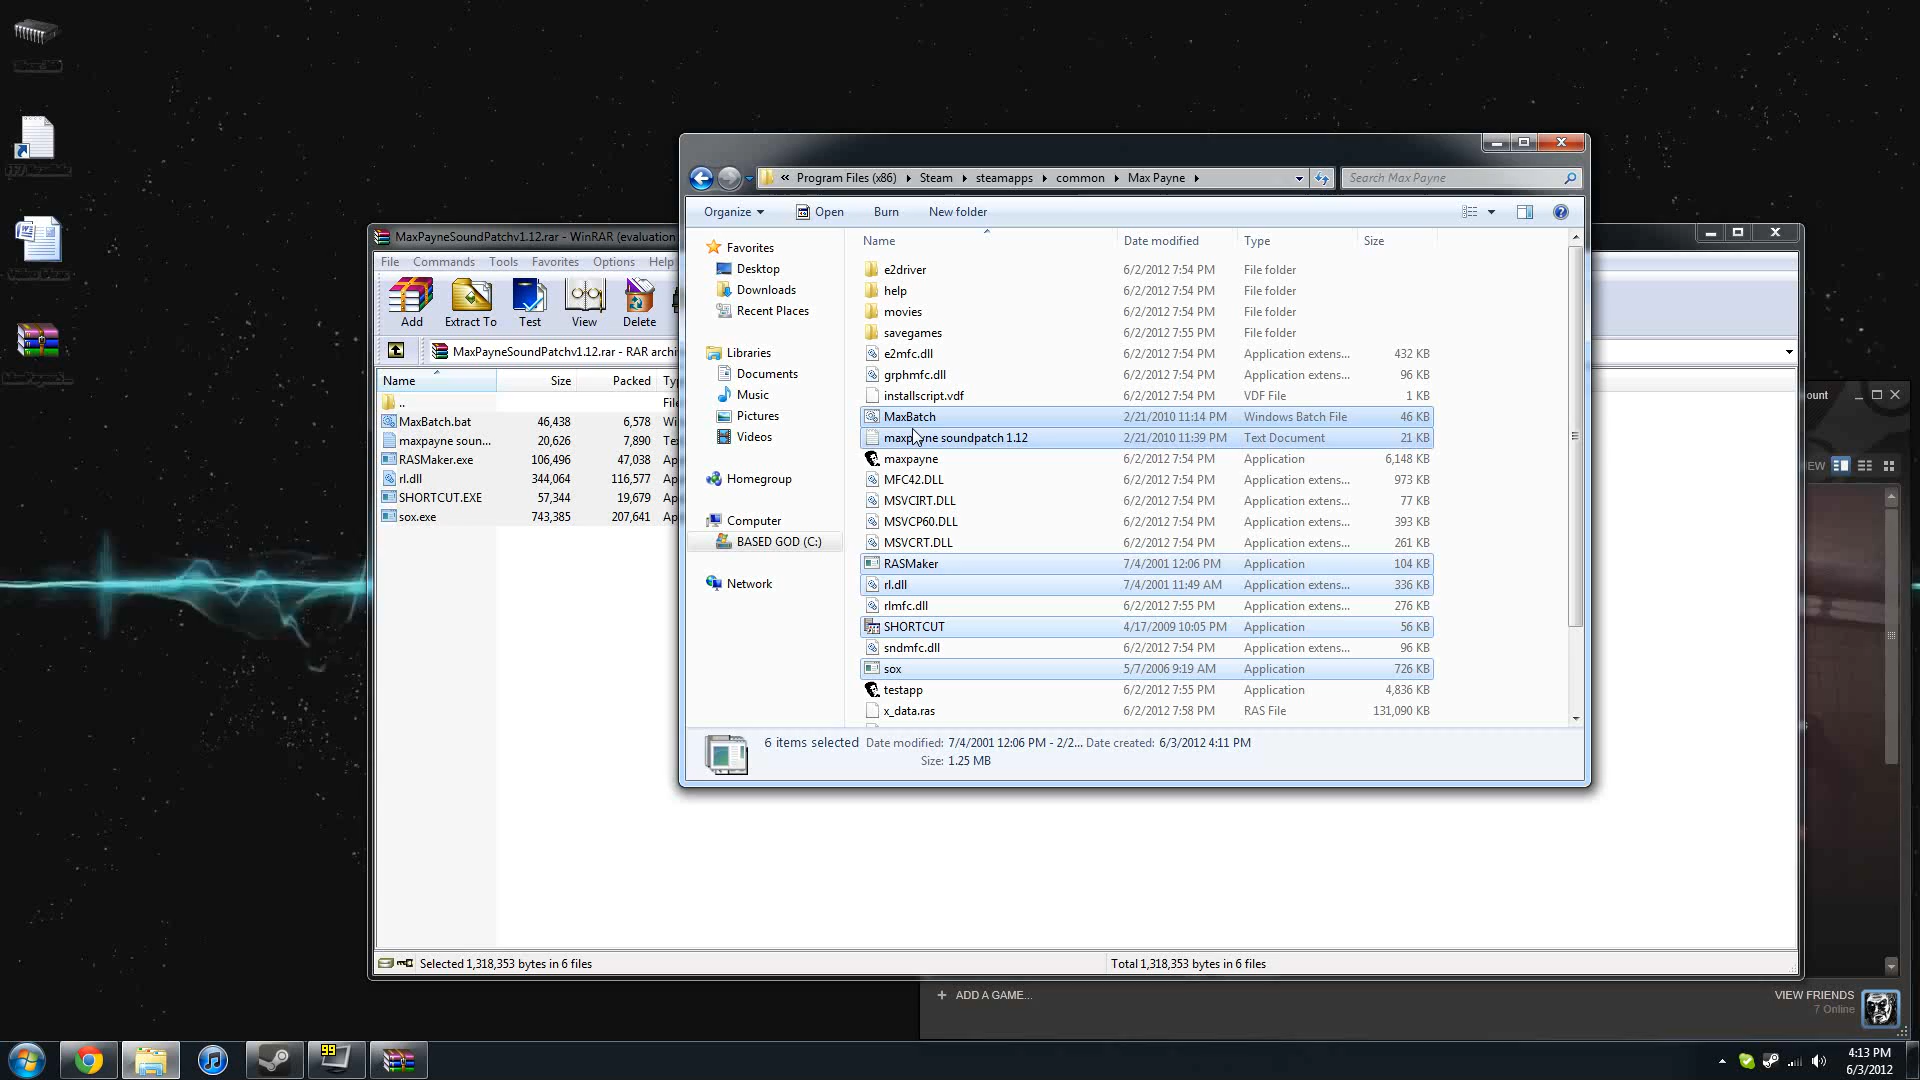 Program Files (x86) Steam steamapps common Max Payne
Search Max Payne
Organize Open Burn New folder
Name Date modified Type Size
Favorites
Desktop
Downloads
Recent Places
Libraries
Documents
Music
Pictures
Videos
Homegroup
Computer
BASED GOD (C:)
Network
e2driver 6/2/2012 7:54 PM File folder
help 6/2/2012 7:54 PM File folder
movies 6/2/2012 7:54 PM File folder
savegames 6/2/2012 7:55 PM File folder
e2mfc.dll 6/2/2012 7:54 PM Application extens... 432 KB
grphmfc.dll 6/2/2012 7:54 PM Application extens... 96 KB
installscript.vdf 6/2/2012 7:54 PM VDF File 1 KB
MaxBatch 2/21/2010 11:14 PM Windows Batch File 46 KB
maxpayne soundpatch 1.12 2/21/2010 11:39 PM Text Document 21 KB
maxpayne 6/2/2012 7:54 PM Application 6,148 KB
MFC42.DLL 6/2/2012 7:54 PM Application extens... 973 KB
MSVCIRT.DLL 6/2/2012 7:54 PM Application extens... 77 KB
MSVCP60.DLL 6/2/2012 7:54 PM Application extens... 393 KB
MSVCRT.DLL 6/2/2012 7:54 PM Application extens... 261 KB
RASMaker 7/4/2001 12:06 PM Application 104 KB
rl.dll 7/4/2001 11:49 AM Application extens... 336 KB
rlmfc.dll 6/2/2012 7:55 PM Application extens... 276 KB
SHORTCUT 4/17/2009 10:05 PM Application 56 KB
sndmfc.dll 6/2/2012 7:54 PM Application extens... 96 KB
sox 5/7/2006 9:19 AM Application 726 KB
testapp 6/2/2012 7:55 PM Application 4,836 KB
x_data.ras 6/2/2012 7:58 PM RAS File 131,090 KB
6 items selected Date modified: 7/4/2001 12:06 PM - 2/2... Date created: 6/3/2012 4:11 PM
Size: 1.25 MB
MaxPayneSoundPatchv1.12.rar - WinRAR (evaluation
File Commands Tools Favorites Options Help
Add Extract To Test View Delete
MaxPayneSoundPatchv1.12.rar - RAR archi
Name Size Packed Ty
.. File
MaxBatch.bat 46,438 6,578 Wi
maxpayne soun... 20,626 7,890 Te
RASMaker.exe 106,496 47,038 Ap
rl.dll 344,064 116,577 Ap
SHORTCUT.EXE 57,344 19,679 Ap
sox.exe 743,385 207,641 Ap
Selected 1,318,353 bytes in 6 files Total 1,318,353 bytes in 6 files
ount
EW
+ ADD A GAME... VIEW FRIENDS
7 Online
99
4:13 PM
6/3/2012